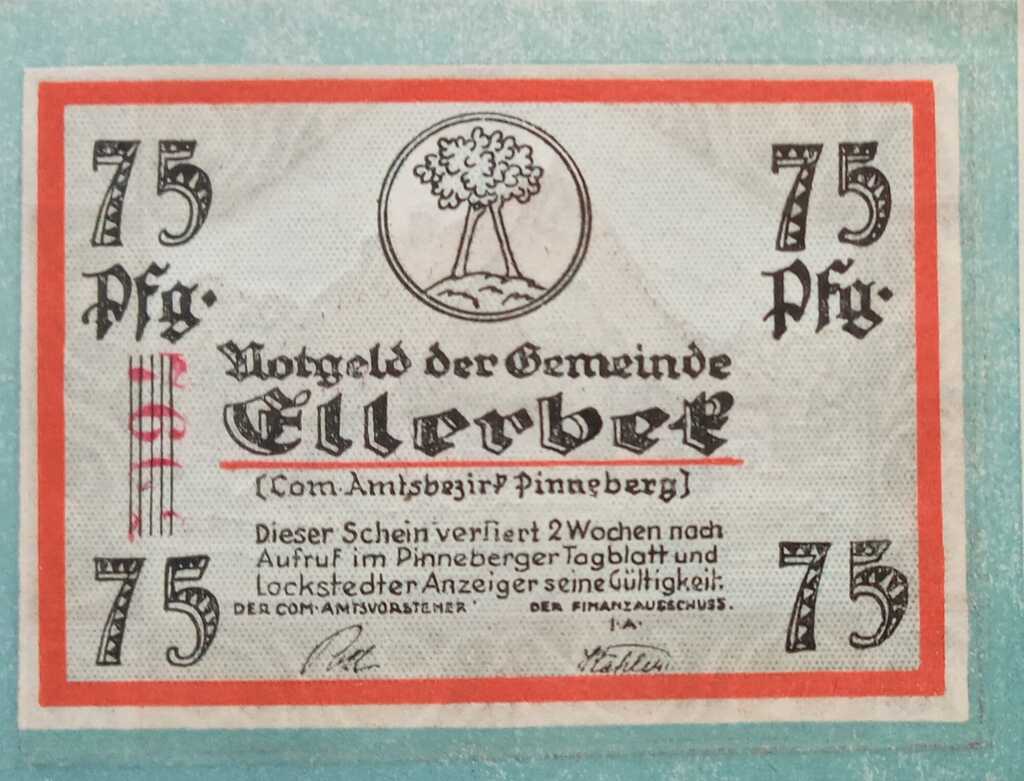 75
75
Pfg.
Pfg.
Notgeld der Gemeinde
Ellerbek
(Com. Amtsbezirk Pinneberg)
Dieser Schein verliert 2 Wochen nach
Aufruf im Pinneberger Tagblatt und
Lockstedter Anzeiger seine Gültigkeit.
DER COM. AMTSVORSTEHER
DER FINANZAUSSCHUSS.
I.A.
75
75